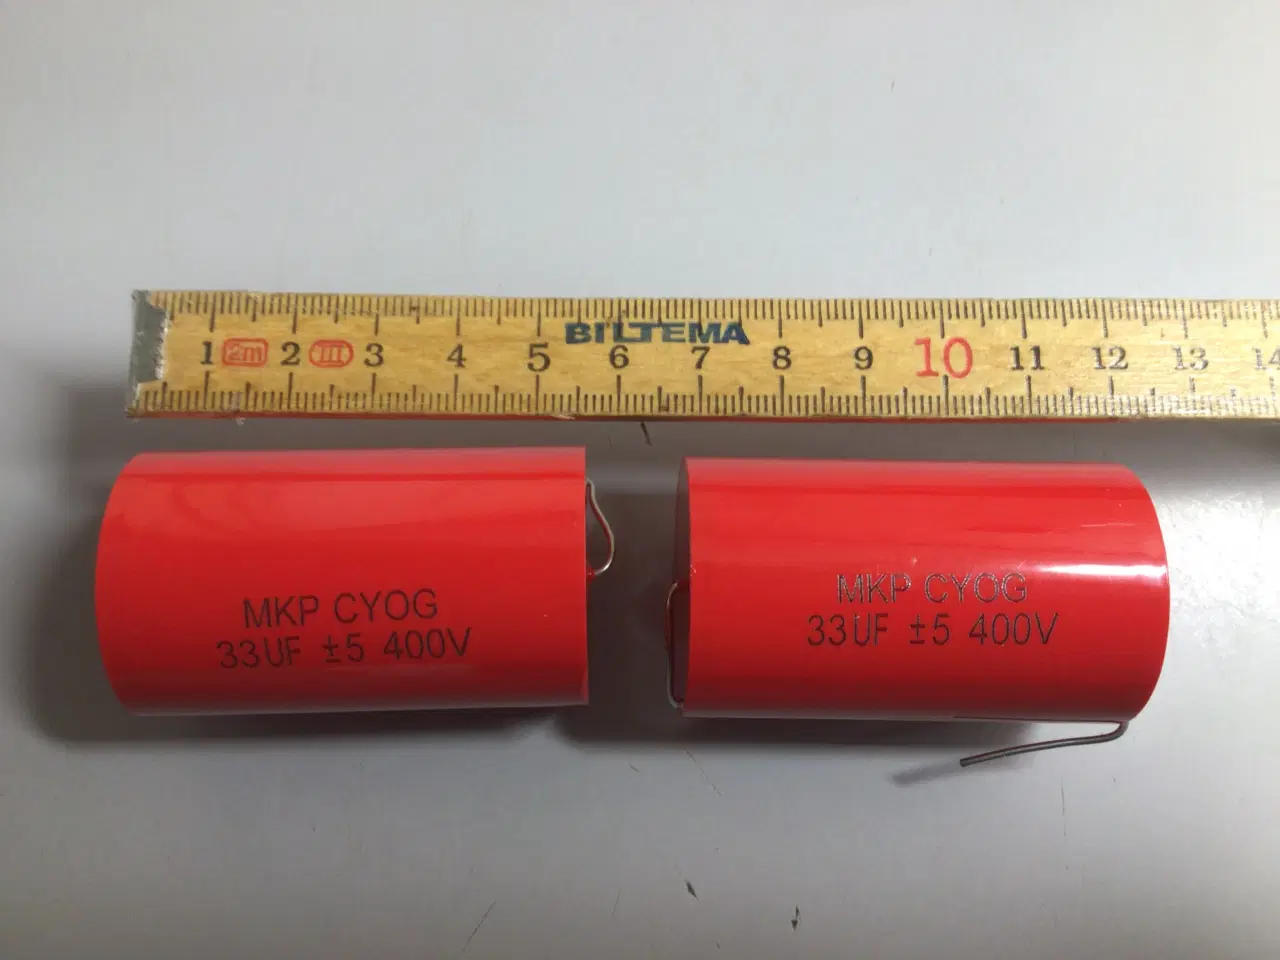 BILTEMA
1 2m 2 III 3 4 5 6 7 8 9 10 11 12 13 14
MKP CYOG
33UF ±5 400V
MKP CYOG
33UF ±5 400V